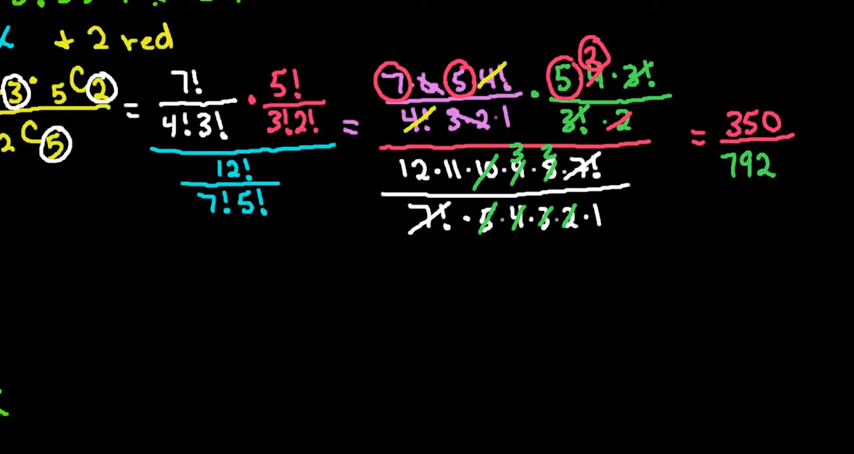 + 2 red
3 · 5C2 / 2C5 = 7! / 4!3! · 5! / 3!2! / 12! / 7!5! = 7·6·5·4! / 4! 3·2·1 · 5·4·3! / 3!·2 / 12·11·10·9·8·7! / 7!·5·4·3·2·1 = 350 / 792